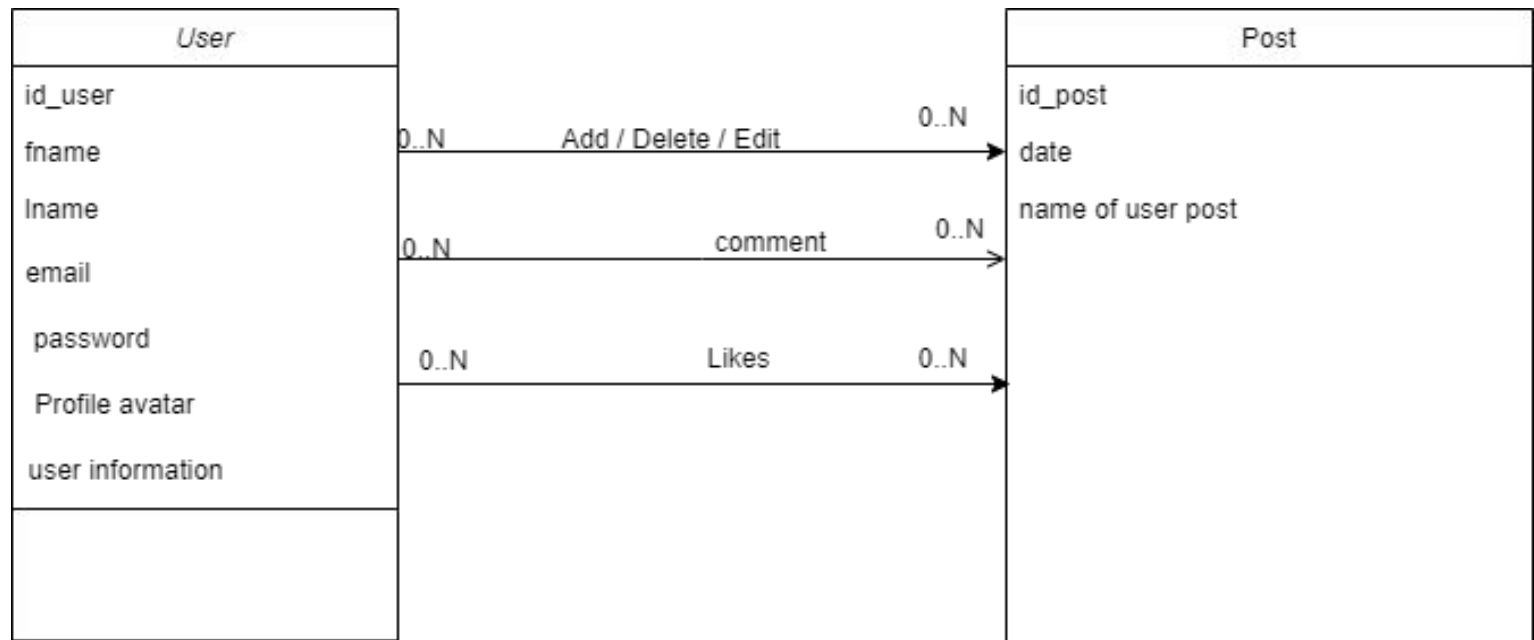 User
id_user
fname
lname
email
password
Profile avatar
user information
0..N Add / Delete / Edit 0..N
0..N comment 0..N
0..N Likes 0..N
Post
id_post
date
name of user post